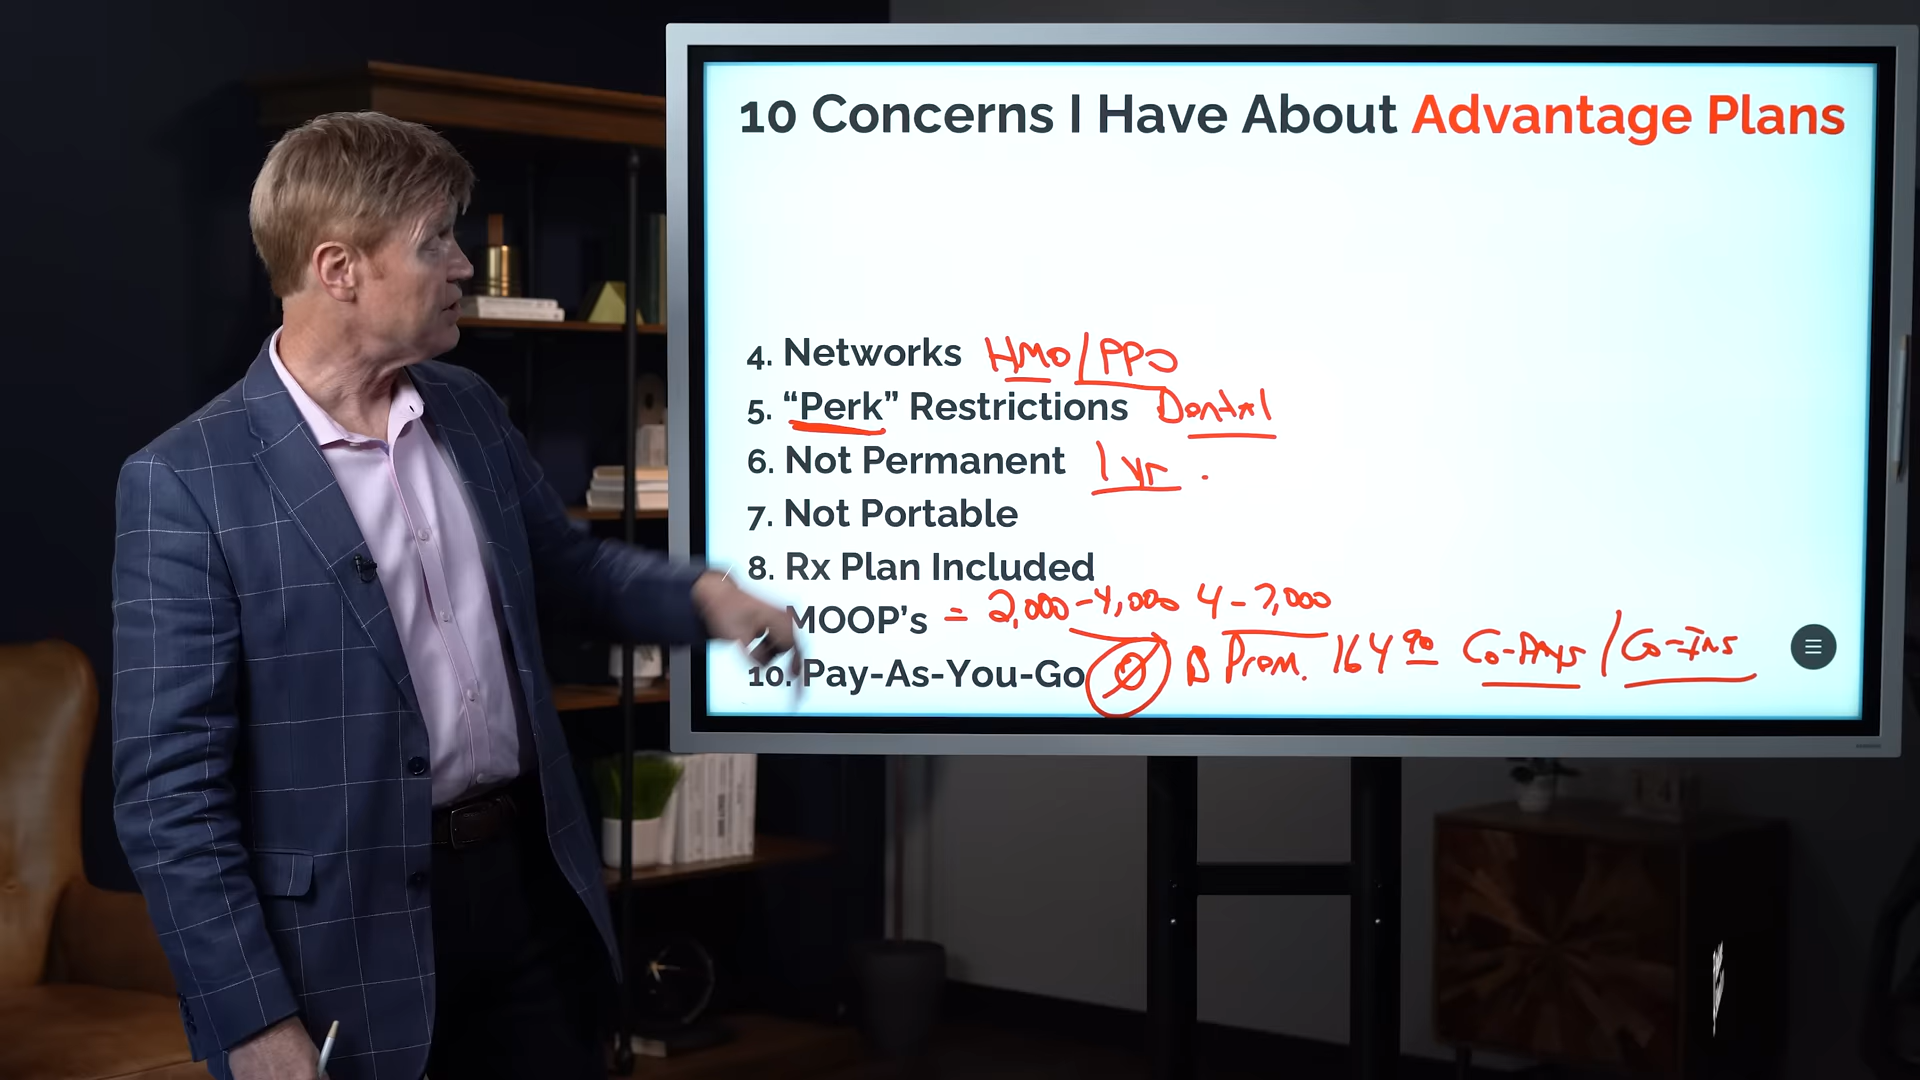 10 Concerns I Have About Advantage Plans
4. Networks HMO/PPO
5. “Perk” Restrictions Dental
6. Not Permanent 1 yr.
7. Not Portable
8. Rx Plan Included
MOOP’s = 2,000-4,000 4-7,000
10. Pay-As-You-Go 0 B Prem. 164 90 Co-Pays / Co-Ins